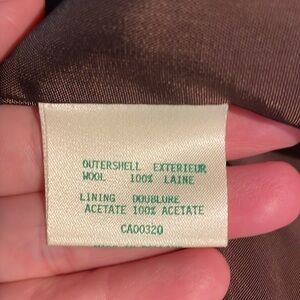 OUTERSHELL EXTERIEUR
WOOL 100% LAINE
LINING DOUBLURE
ACETATE 100% ACETATE
CA00320